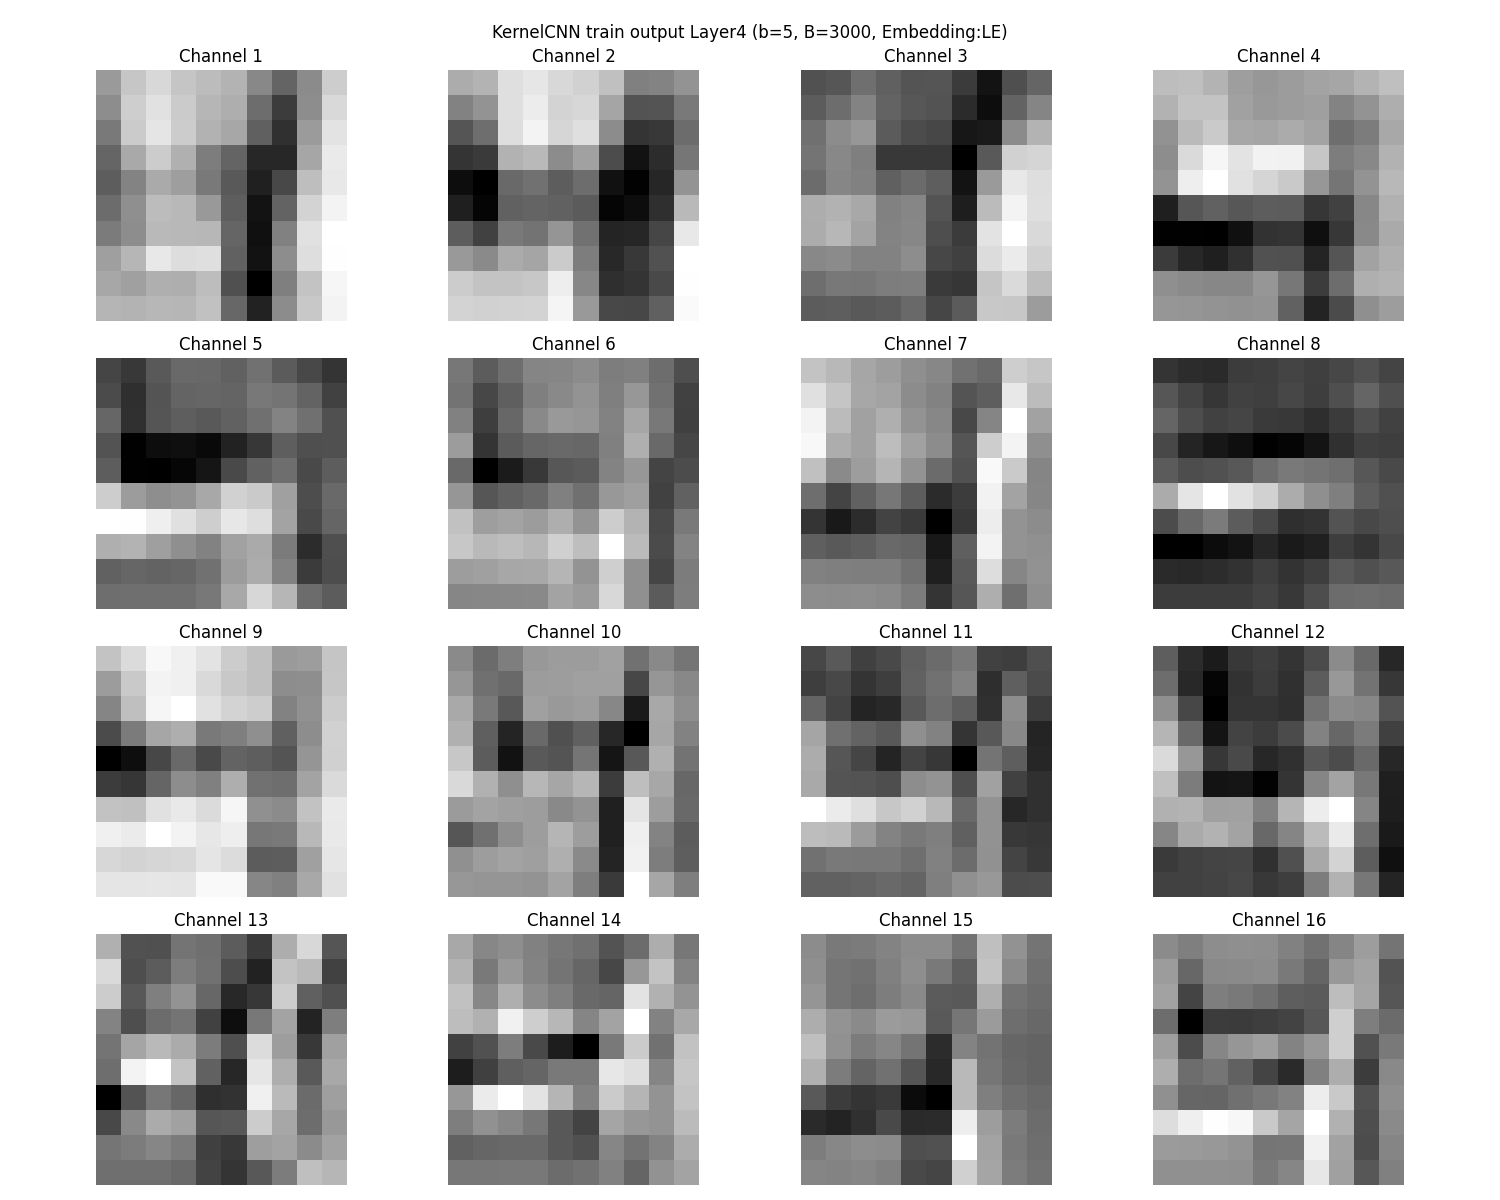 KernelCNN train output Layer4 (b=5, B=3000, Embedding:LE)
Channel 1
Channel 2
Channel 3
Channel 4
Channel 5
Channel 6
Channel 7
Channel 8
Channel 9
Channel 10
Channel 11
Channel 12
Channel 13
Channel 14
Channel 15
Channel 16